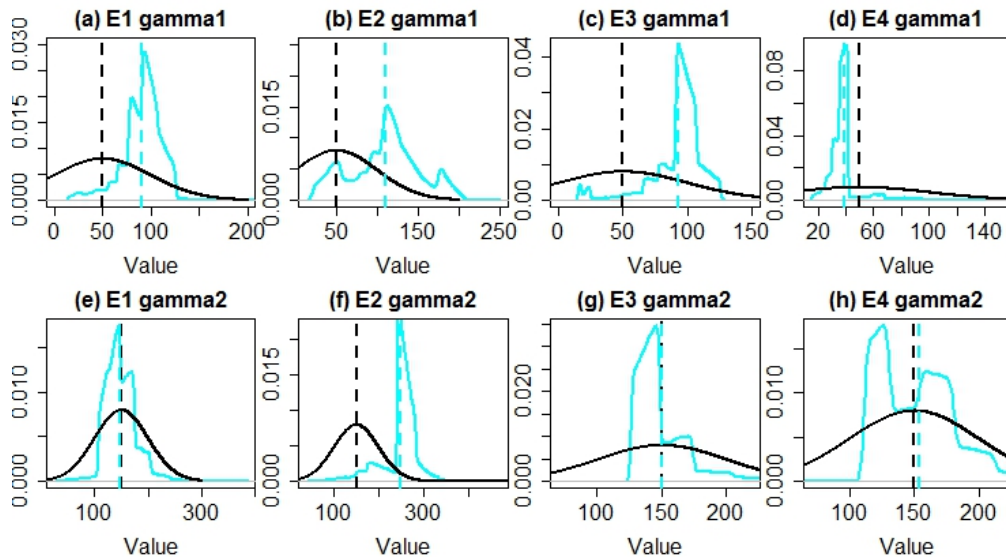 (a) E1 gamma1
0.000
0.015
0.030
0
50
100
200
Value
(b) E2 gamma1
0.000
0.015
50
150
250
Value
(c) E3 gamma1
0.00
0.02
0.04
0
50
100
150
Value
(d) E4 gamma1
0.00
0.04
0.08
20
60
100
140
Value
(e) E1 gamma2
0.000
0.010
100
300
Value
(f) E2 gamma2
0.000
0.015
100
300
Value
(g) E3 gamma2
0.000
0.020
100
150
200
Value
(h) E4 gamma2
0.000
0.010
100
150
200
Value